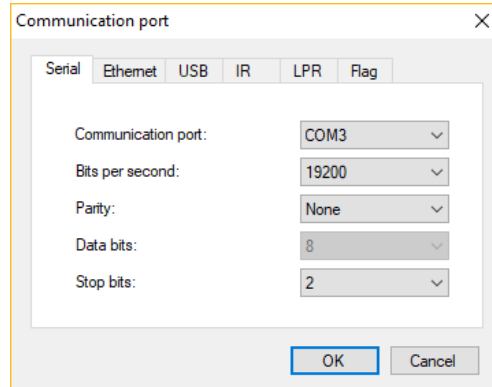 Communication port
Serial Ethernet USB IR LPR Flag
Communication port: COM3
Bits per second: 19200
Parity: None
Data bits: 8
Stop bits: 2
OK Cancel